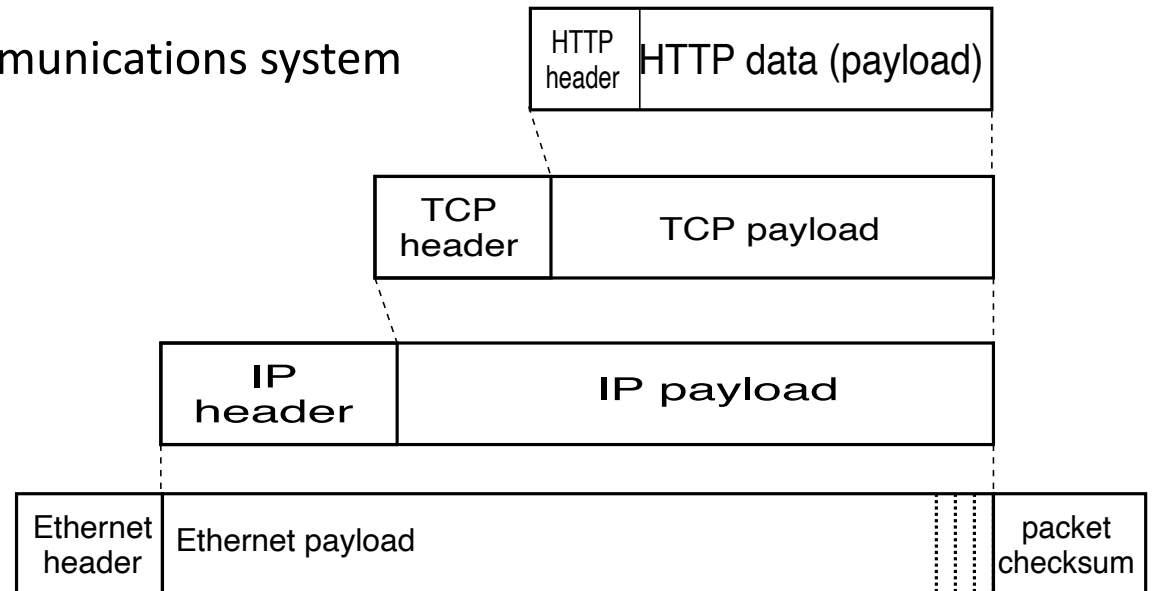 munications system
HTTP
header
HTTP data (payload)
TCP
header
TCP payload
IP
header
IP payload
Ethernet
header
Ethernet payload
packet
checksum